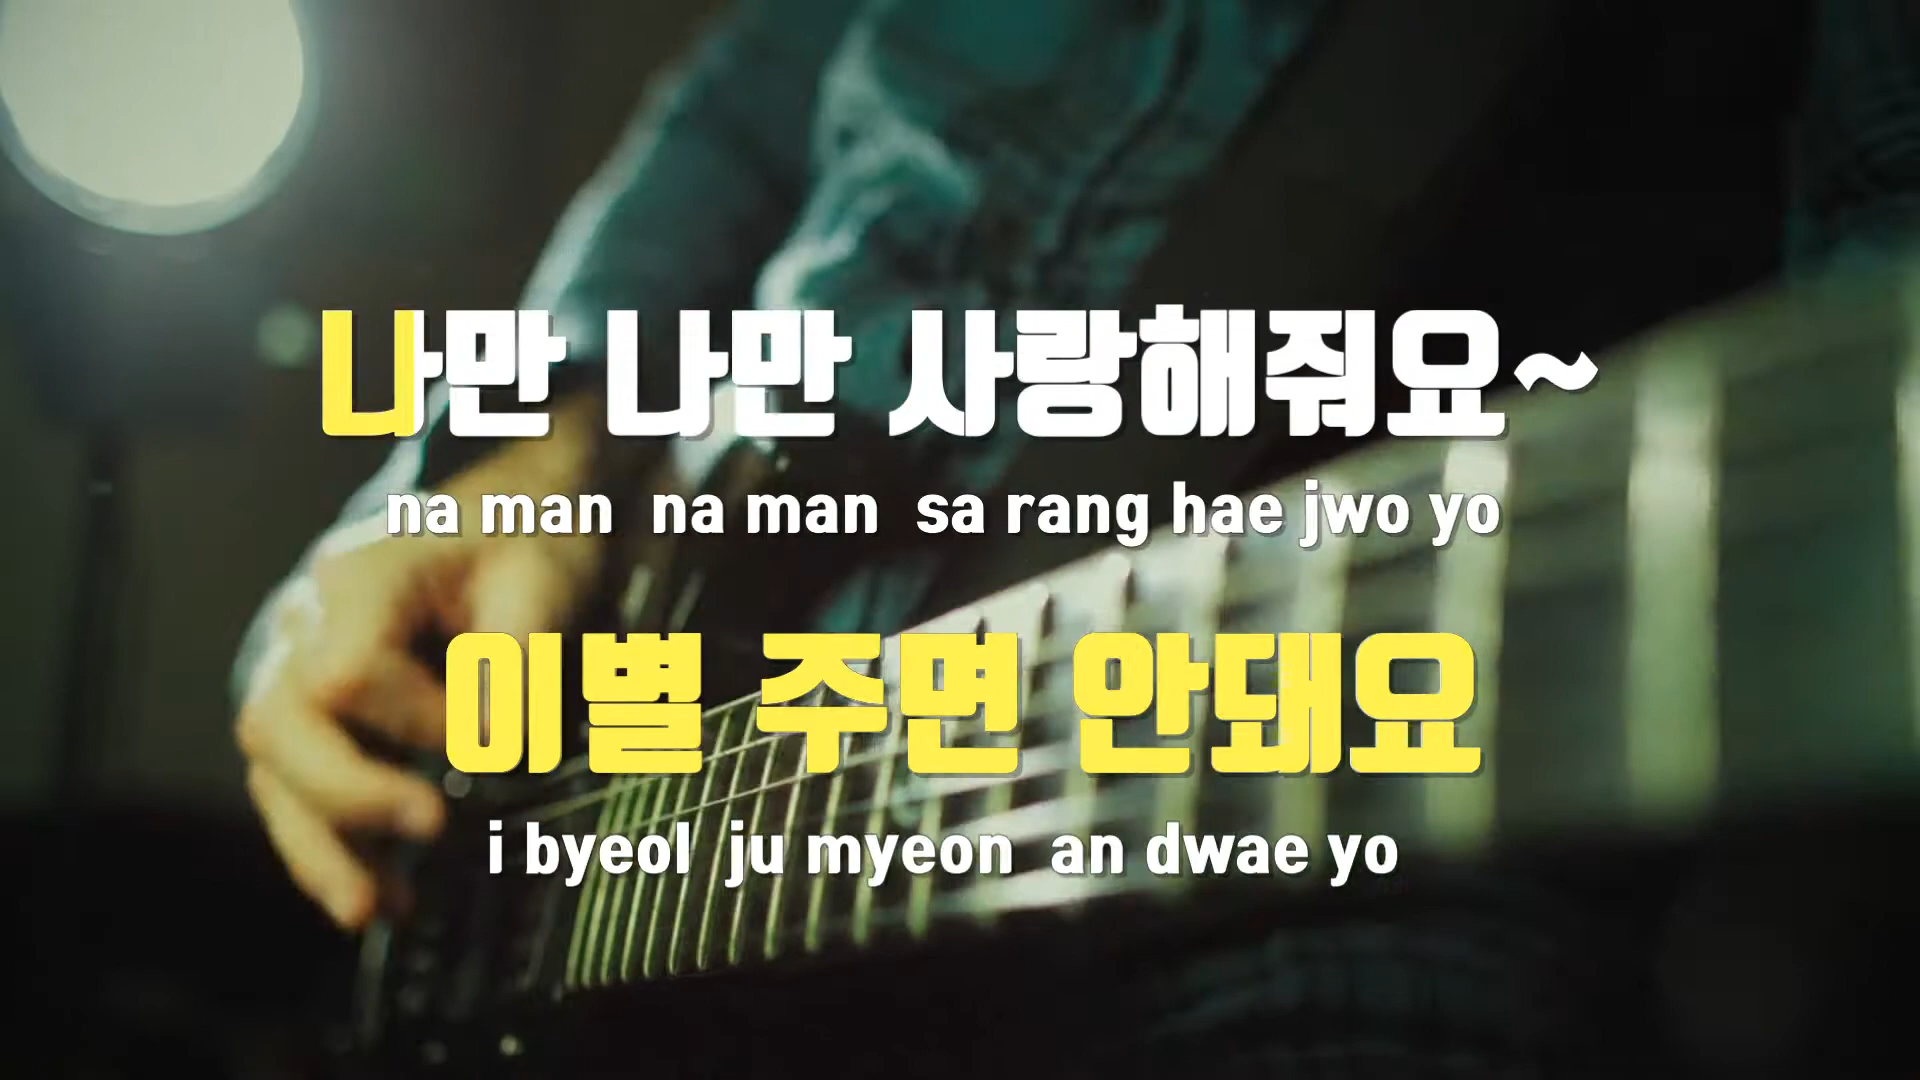 나만 나만 사랑해줘요~
na man na man sa rang hae jwo yo
이별 주면 안돼요
i byeol ju myeon an dwae yo